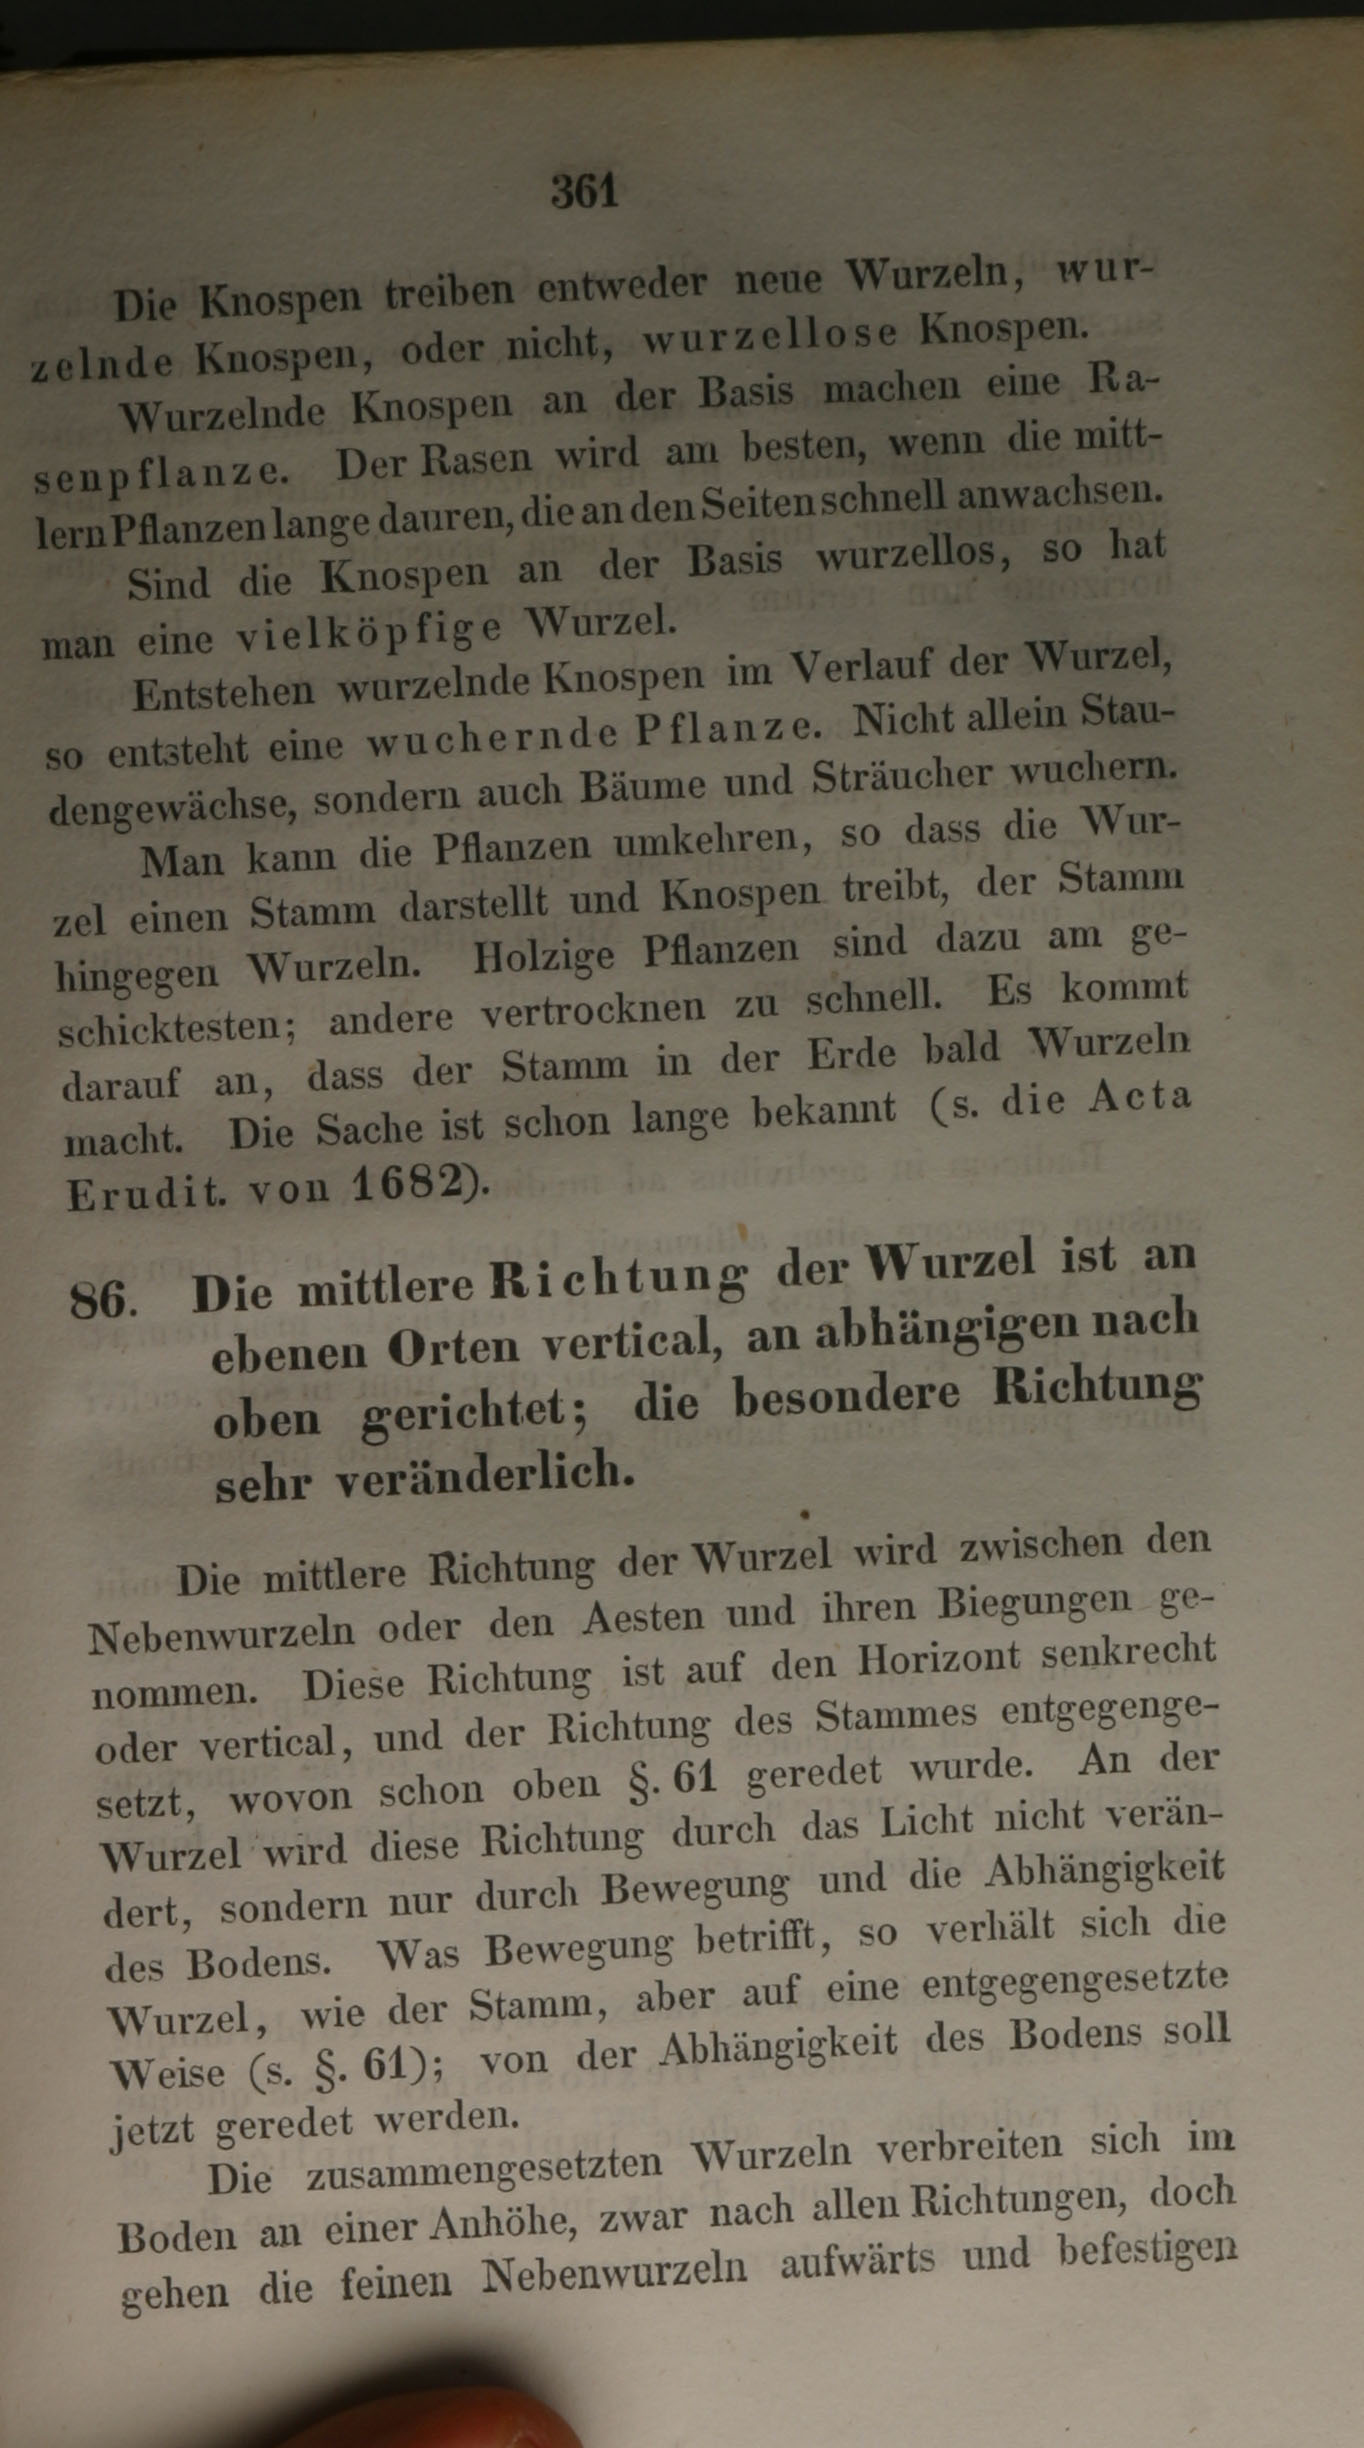 361
Die Knospen treiben entweder neue Wurzeln, wur-
zelnde Knospen, oder nicht, wurzellose Knospen.
Wurzelnde Knospen an der Basis machen eine Ra-
senpflanze. Der Rasen wird am besten, wenn die mitt-
lern Pflanzen lange dauren, die an den Seiten schnell anwachsen.
Sind die Knospen an der Basis wurzellos, so hat
man eine vielköpfige Wurzel.
Entstehen wurzelnde Knospen im Verlauf der Wurzel,
so entsteht eine wuchernde Pflanze. Nicht allein Stau-
dengewächse, sondern auch Bäume und Sträucher wuchern.
Man kann die Pflanzen umkehren, so dass die Wur-
zel einen Stamm darstellt und Knospen treibt, der Stamm
hingegen Wurzeln. Holzige Pflanzen sind dazu am ge-
schicktesten; andere vertrocknen zu schnell. Es kommt
darauf an, dass der Stamm in der Erde bald Wurzeln
macht. Die Sache ist schon lange bekannt (s. die Acta
Erudit. von 1682).
86. Die mittlere Richtung der Wurzel ist an
ebenen Orten vertical, an abhängigen nach
oben gerichtet; die besondere Richtung
sehr veränderlich.
Die mittlere Richtung der Wurzel wird zwischen den
Nebenwurzeln oder den Aesten und ihren Biegungen ge-
nommen. Diese Richtung ist auf den Horizont senkrecht
oder vertical, und der Richtung des Stammes entgegenge-
setzt, wovon schon oben §. 61 geredet wurde. An der
Wurzel wird diese Richtung durch das Licht nicht verän-
dert, sondern nur durch Bewegung und die Abhängigkeit
des Bodens. Was Bewegung betrifft, so verhält sich die
Wurzel, wie der Stamm, aber auf eine entgegengesetzte
Weise (s. §. 61); von der Abhängigkeit des Bodens soll
jetzt geredet werden.
Die zusammengesetzten Wurzeln verbreiten sich im
Boden an einer Anhöhe, zwar nach allen Richtungen, doch
gehen die feinen Nebenwurzeln aufwärts und befestigen